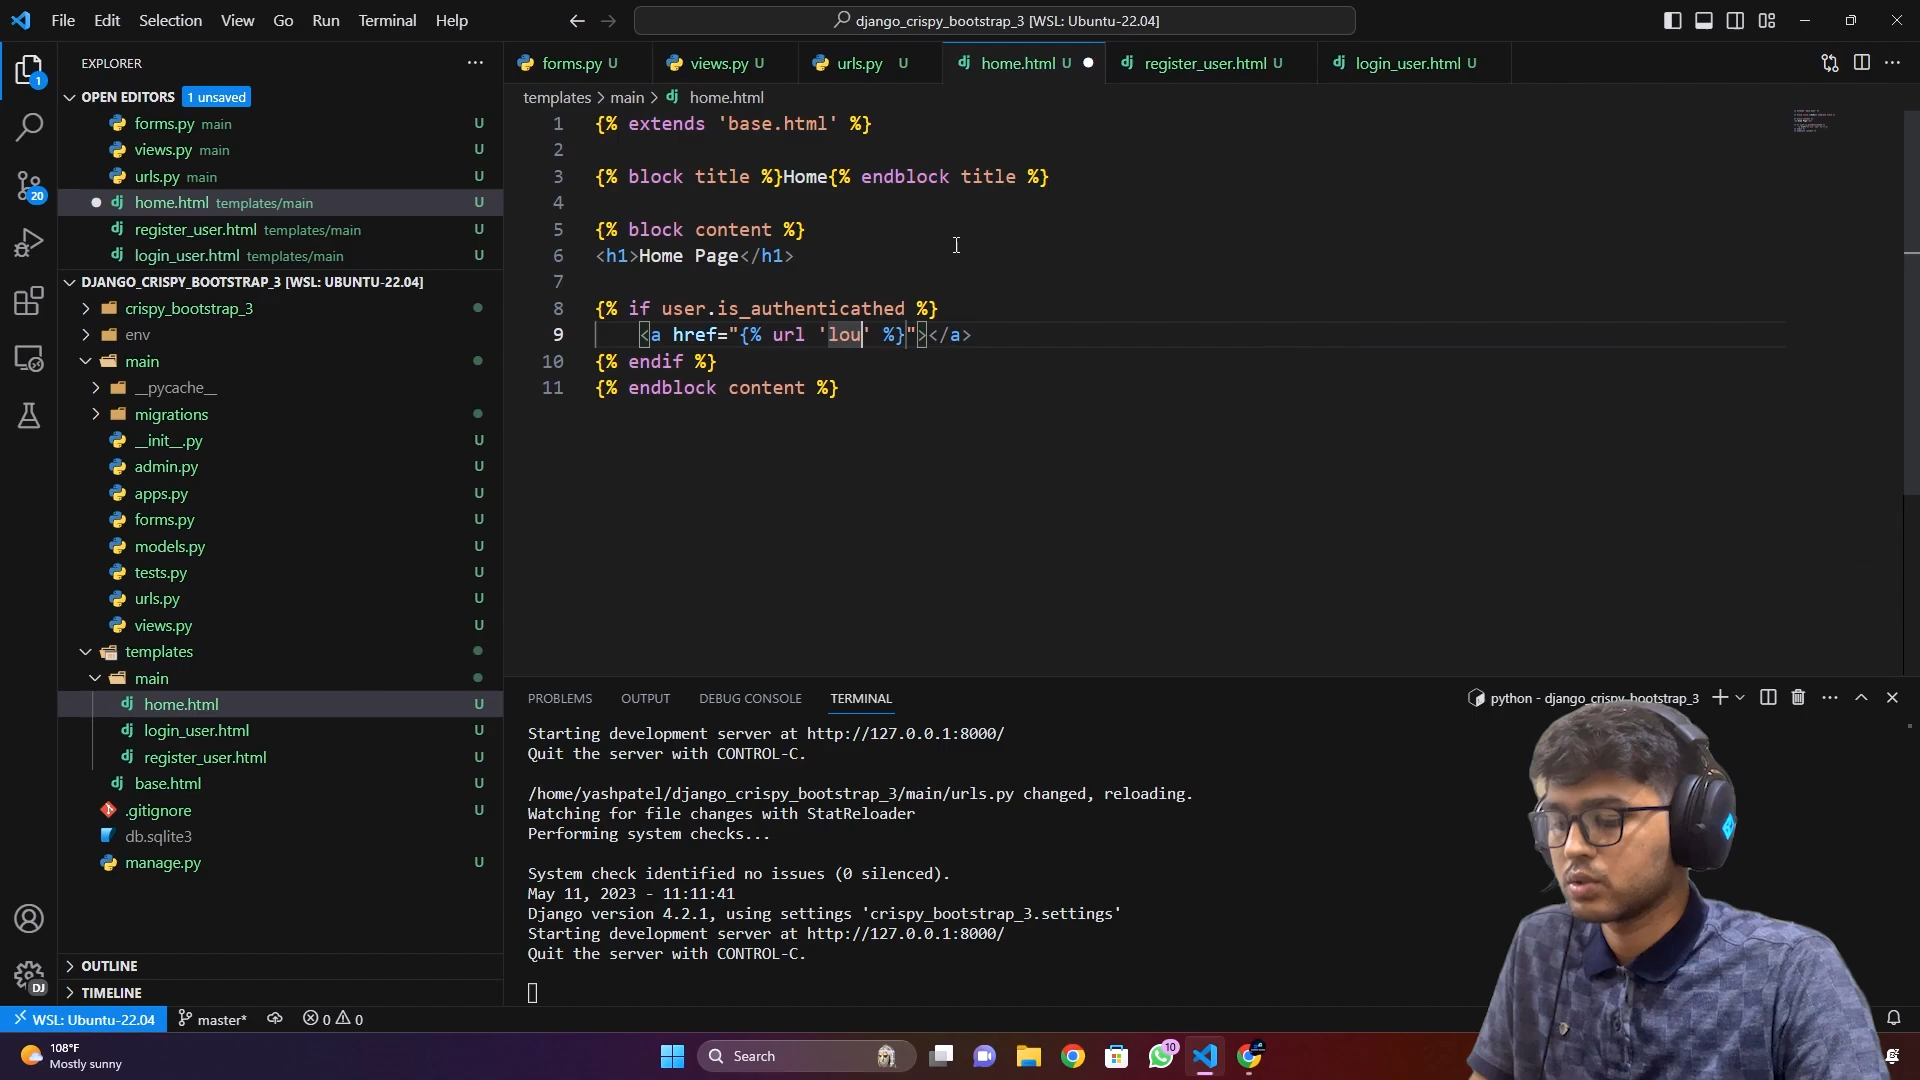 File Edit Selection View Go Run Terminal Help
django_crispy_bootstrap_3 [WSL: Ubuntu-22.04]
EXPLORER
1
forms.py U
views.py U
urls.py U
home.html U
register_user.html U
login_user.html U
OPEN EDITORS 1 unsaved
templates > main > home.html
forms.py main U
views.py main U
urls.py main U
20
home.html templates/main U
register_user.html templates/main U
login_user.html templates/main U
DJANGO_CRISPY_BOOTSTRAP_3 [WSL: UBUNTU-22.04]
crispy_bootstrap_3
env
main
__pycache__
migrations
__init__.py U
admin.py U
apps.py U
forms.py U
models.py U
tests.py U
urls.py U
views.py U
templates
main
home.html U
login_user.html U
register_user.html U
base.html U
.gitignore U
db.sqlite3
manage.py U
OUTLINE
TIMELINE
DJ
1 {% extends 'base.html' %}
2
3 {% block title %}Home{% endblock title %}
4
5 {% block content %}
6 <h1>Home Page</h1>
7
8 {% if user.is_authenticathed %}
9 <a href="{% url 'lou' %}"></a>
10 {% endif %}
11 {% endblock content %}
PROBLEMS OUTPUT DEBUG CONSOLE TERMINAL
python - django_crispy_bootstrap_3
Starting development server at http://127.0.0.1:8000/
Quit the server with CONTROL-C.
/home/yashpatel/django_crispy_bootstrap_3/main/urls.py changed, reloading.
Watching for file changes with StatReloader
Performing system checks...
System check identified no issues (0 silenced).
May 11, 2023 - 11:11:41
Django version 4.2.1, using settings 'crispy_bootstrap_3.settings'
Starting development server at http://127.0.0.1:8000/
Quit the server with CONTROL-C.
WSL: Ubuntu-22.04 master* 0 0
108°F
Mostly sunny
Search
10